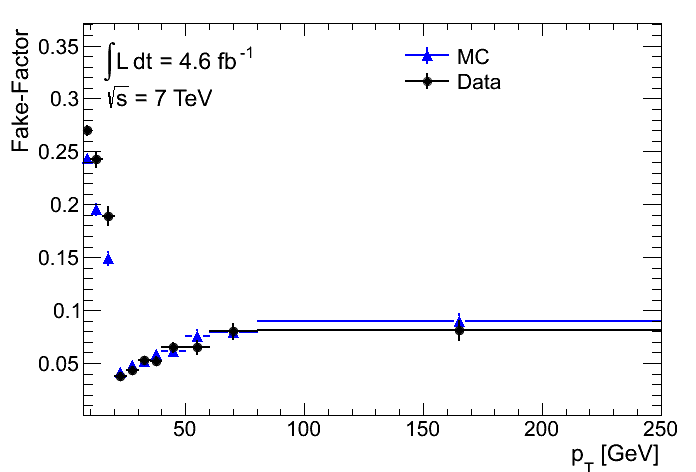 Fake-Factor
∫L dt = 4.6 fb⁻¹
√s = 7 TeV
MC
Data
0.35
0.3
0.25
0.2
0.15
0.1
0.05
50 100 150 200 250
p_T [GeV]